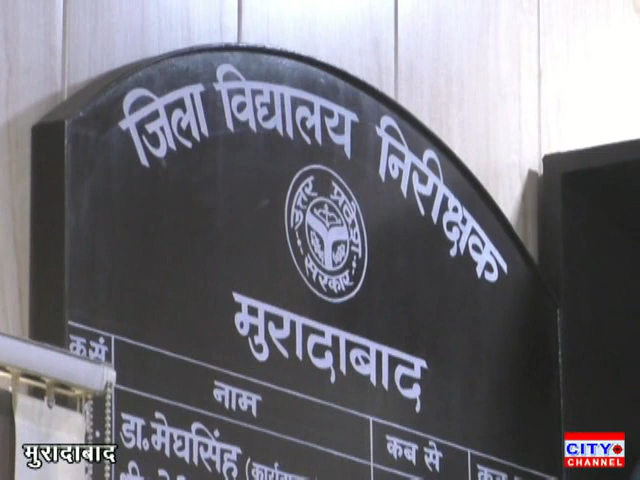 जिला विद्यालय निरीक्षक
उत्तर प्रदेश
सरकार
मुरादाबाद
क्र.सं
नाम
कब से
डा.मेघसिंह
मुरादाबाद
CITY
CHANNEL